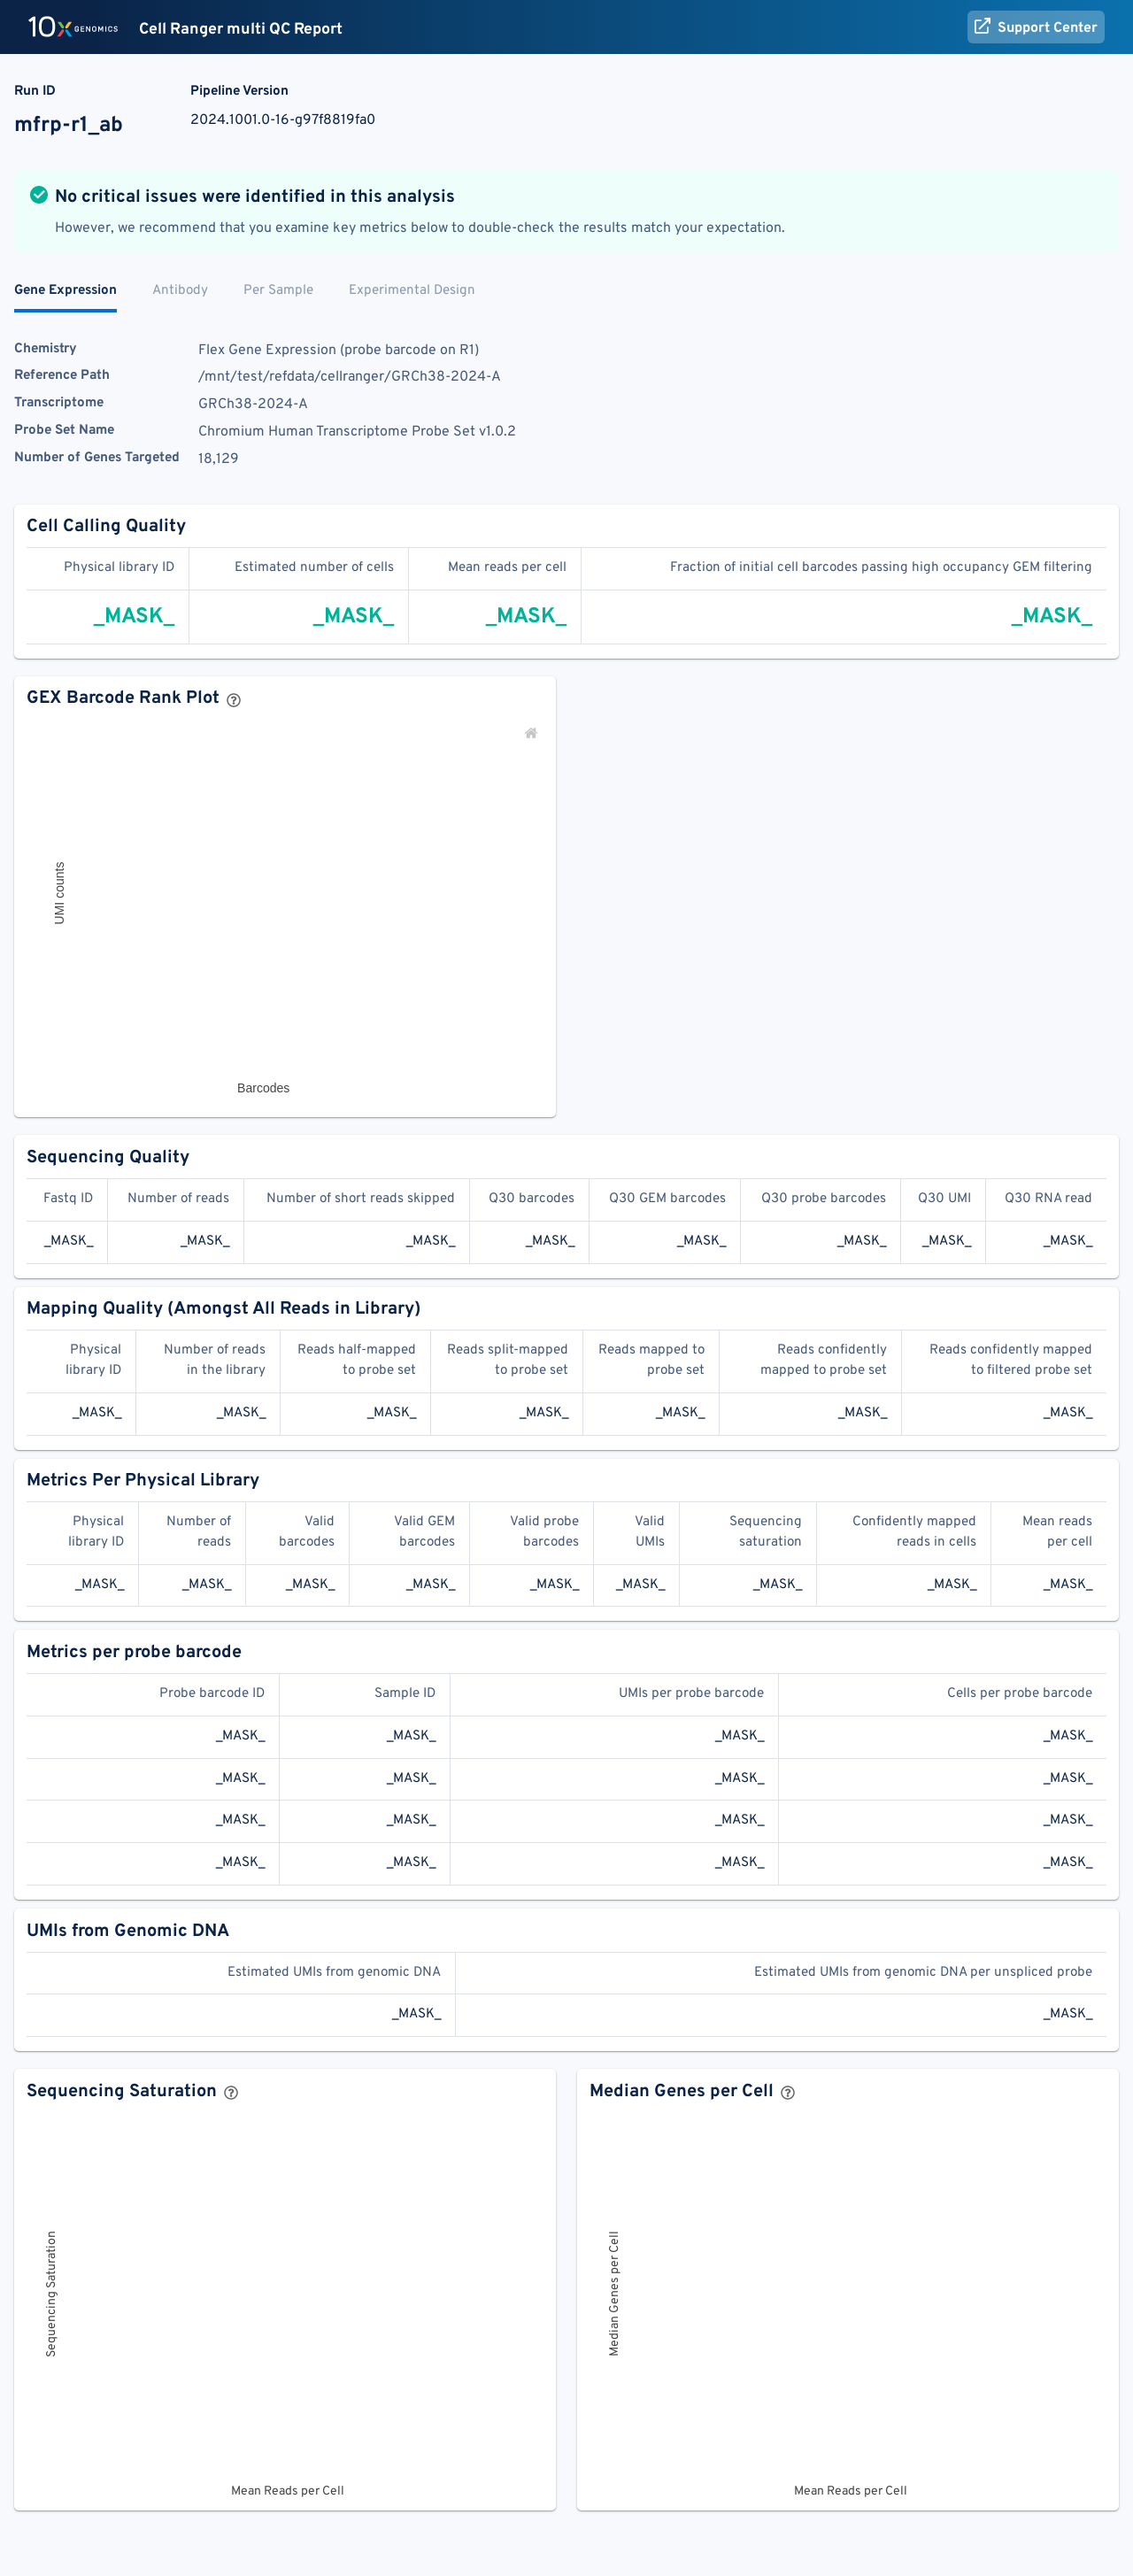 10x GENOMICS Cell Ranger multi QC Report Support Center
Run ID Pipeline Version
mfrp-r1_ab 2024.1001.0-16-g97f8819fa0
No critical issues were identified in this analysis
However, we recommend that you examine key metrics below to double-check the results match your expectation.
Gene Expression Antibody Per Sample Experimental Design
Chemistry Flex Gene Expression (probe barcode on R1)
Reference Path /mnt/test/refdata/cellranger/GRCh38-2024-A
Transcriptome GRCh38-2024-A
Probe Set Name Chromium Human Transcriptome Probe Set v1.0.2
Number of Genes Targeted 18,129
Cell Calling Quality
Physical library ID Estimated number of cells Mean reads per cell Fraction of initial cell barcodes passing high occupancy GEM filtering
_MASK_ _MASK_ _MASK_ _MASK_
GEX Barcode Rank Plot
UMI counts
Barcodes
Sequencing Quality
Fastq ID Number of reads Number of short reads skipped Q30 barcodes Q30 GEM barcodes Q30 probe barcodes Q30 UMI Q30 RNA read
_MASK_ _MASK_ _MASK_ _MASK_ _MASK_ _MASK_ _MASK_ _MASK_
Mapping Quality (Amongst All Reads in Library)
Physical Number of reads Reads half-mapped Reads split-mapped Reads mapped to Reads confidently Reads confidently mapped
library ID in the library to probe set to probe set probe set mapped to probe set to filtered probe set
_MASK_ _MASK_ _MASK_ _MASK_ _MASK_ _MASK_ _MASK_
Metrics Per Physical Library
Physical Number of Valid Valid GEM Valid probe Valid Sequencing Confidently mapped Mean reads
library ID reads barcodes barcodes barcodes UMIs saturation reads in cells per cell
_MASK_ _MASK_ _MASK_ _MASK_ _MASK_ _MASK_ _MASK_ _MASK_ _MASK_
Metrics per probe barcode
Probe barcode ID Sample ID UMIs per probe barcode Cells per probe barcode
_MASK_ _MASK_ _MASK_ _MASK_
_MASK_ _MASK_ _MASK_ _MASK_
_MASK_ _MASK_ _MASK_ _MASK_
_MASK_ _MASK_ _MASK_ _MASK_
UMIs from Genomic DNA
Estimated UMIs from genomic DNA Estimated UMIs from genomic DNA per unspliced probe
_MASK_ _MASK_
Sequencing Saturation Median Genes per Cell
Sequencing Saturation Median Genes per Cell
Mean Reads per Cell Mean Reads per Cell